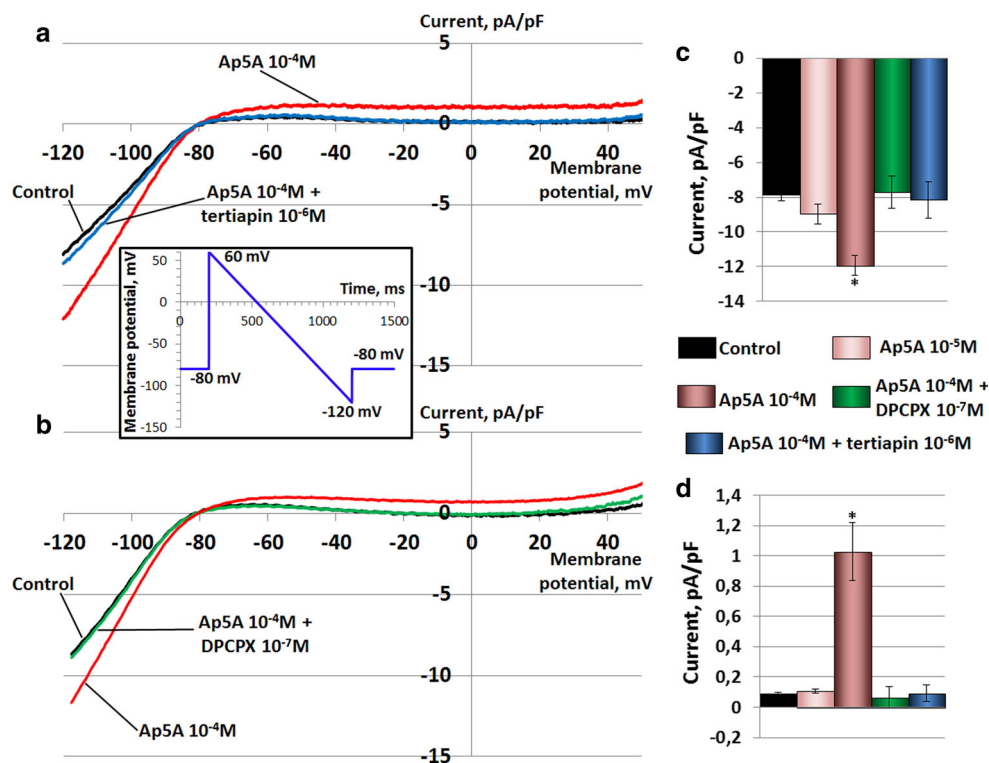 a
Current, pA/pF
5
0
-5
-10
-15
Ap5A 10⁻⁴M
-120 -100 -80 -60 -40 -20 0 20 40
Membrane
potential, mV
Control
Ap5A 10⁻⁴M +
tertiapin 10⁻⁶M
Membrane potential, mV
50
0
-50
-100
-150
60 mV
Time, ms
0 500 1000 1500
-80 mV
-80 mV
-120 mV
b
Current, pA/pF
5
0
-5
-10
-15
-120 -100 -80 -60 -40 -20 0 20 40
Membrane
potential, mV
Control
Ap5A 10⁻⁴M +
DPCPX 10⁻⁷M
Ap5A 10⁻⁴M
c
Current, pA/pF
0
-2
-4
-6
-8
-10
-12
-14
*
Control
Ap5A 10⁻⁵M
Ap5A 10⁻⁴M
Ap5A 10⁻⁴M +
DPCPX 10⁻⁷M
Ap5A 10⁻⁴M + tertiapin 10⁻⁶M
d
Current, pA/pF
1,4
1,2
1
0,8
0,6
0,4
0,2
0
-0,2
*